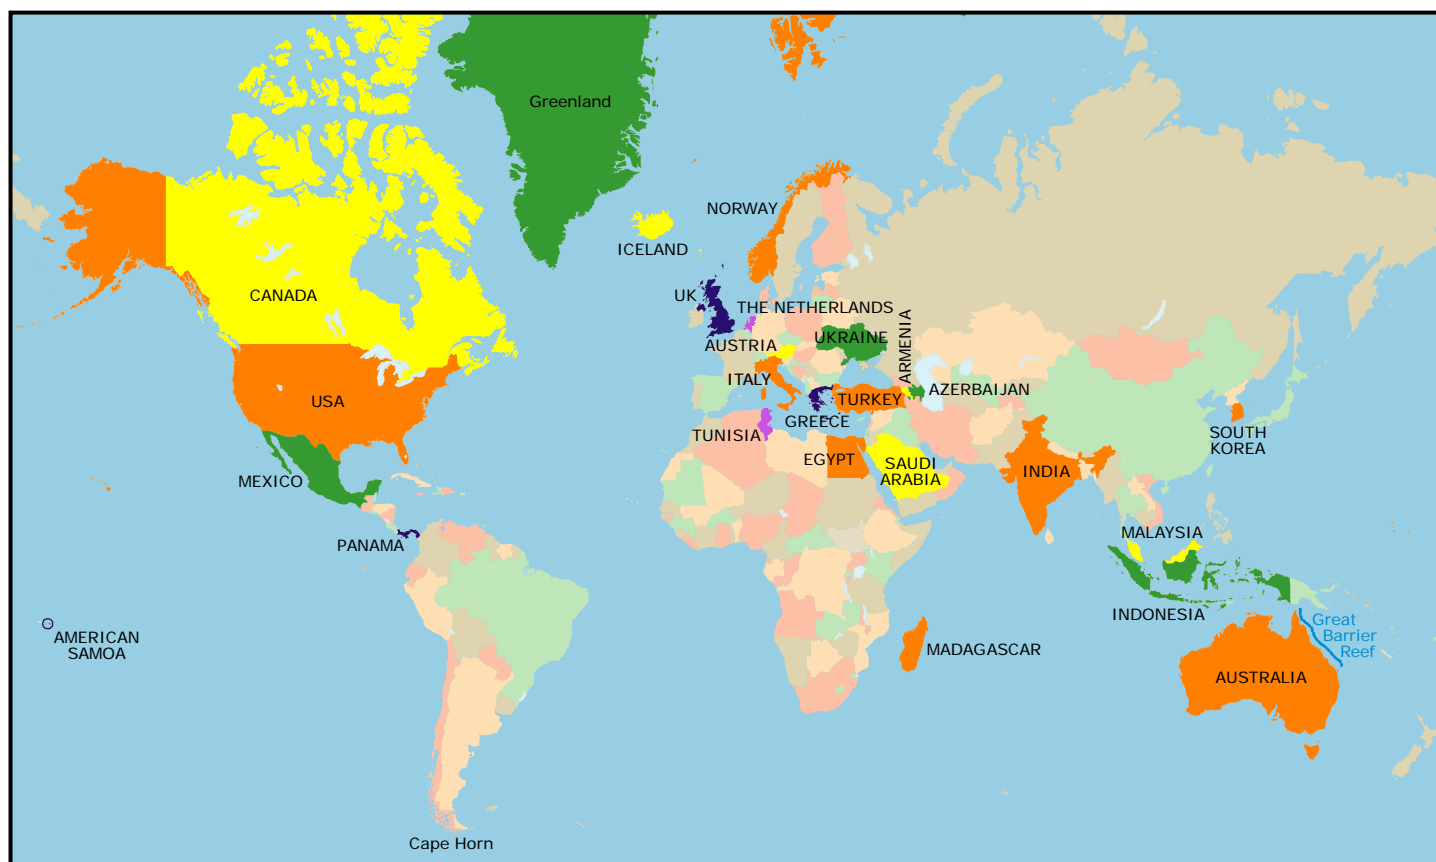 Greenland
NORWAY
ICELAND
CANADA
UK
THE NETHERLANDS
UKRAINE
ARMENIA
AUSTRIA
ITALY
AZERBAIJAN
USA
TURKEY
GREECE
TUNISIA
SOUTH
KOREA
EGYPT
SAUDI
ARABIA
INDIA
MEXICO
MALAYSIA
PANAMA
INDONESIA
Great
Barrier
Reef
AMERICAN
SAMOA
MADAGASCAR
AUSTRALIA
Cape Horn